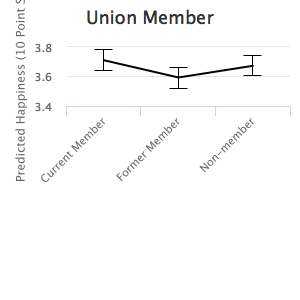 Union Member
Predicted Happiness (10 Point S
3.8
3.6
3.4
Current Member
Former Member
Non-member